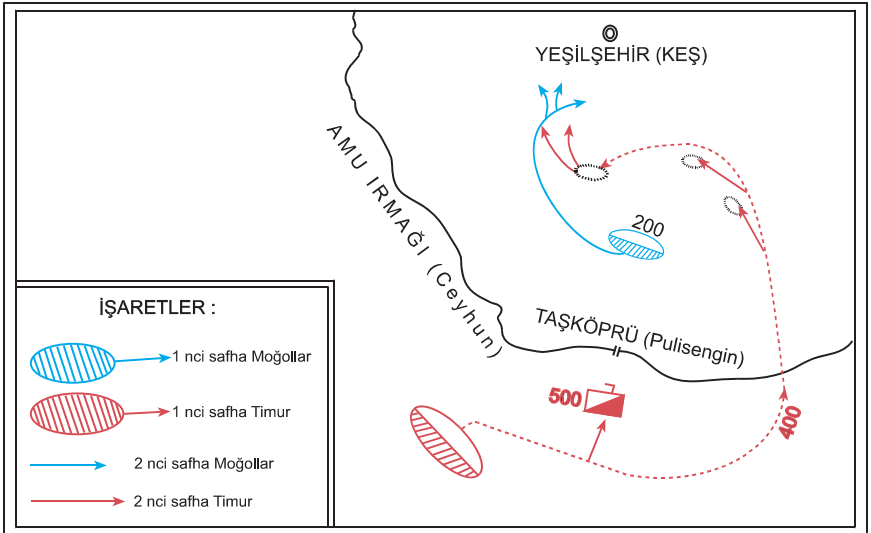 YEŞİLŞEHİR (KEŞ)
AMU IRMAĞI (Ceyhun)
200
TAŞKÖPRÜ (Pulisengin)
500
400
İŞARETLER :
1 nci safha Moğollar
1 nci safha Timur
2 nci safha Moğollar
2 nci safha Timur